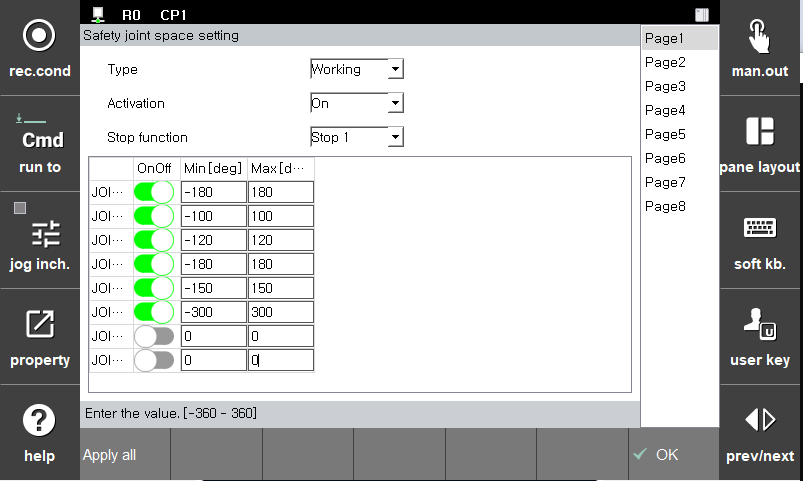 R0 CP1
Safety joint space setting
Type Working
Activation On
Stop function Stop 1
OnOff Min[deg] Max[d···
JOI··· -180 180
JOI··· -100 100
JOI··· -120 120
JOI··· -180 180
JOI··· -150 150
JOI··· -300 300
JOI··· 0 0
JOI··· 0 0
Enter the value. [-360 - 360]
Apply all
OK
Page1
Page2
Page3
Page4
Page5
Page6
Page7
Page8
rec.cond
Cmd
run to
jog inch.
property
?
help
man.out
pane layout
soft kb.
U
user key
prev/next